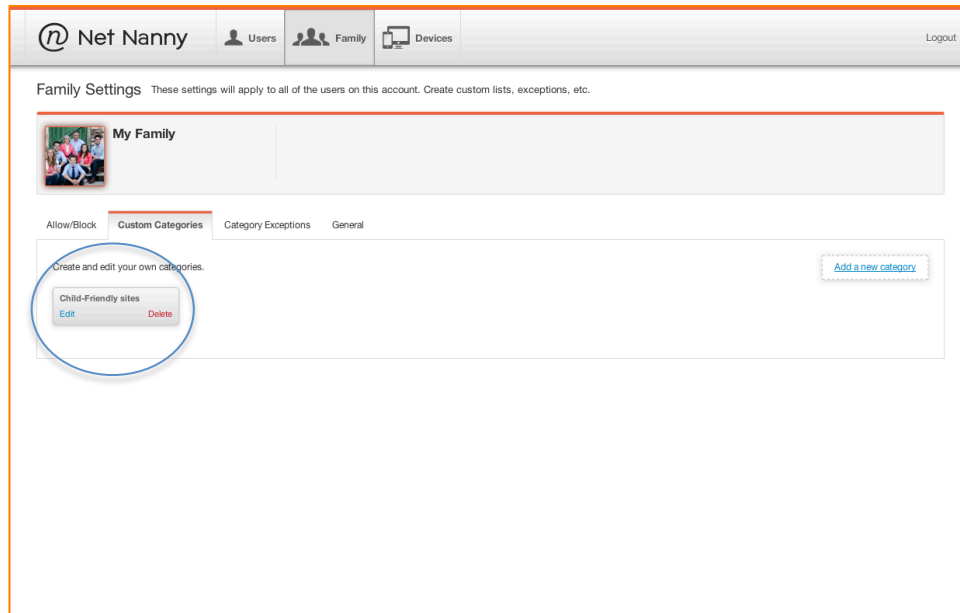 n Net Nanny
Users
Family
Devices
Logout
Family Settings These settings will apply to all of the users on this account. Create custom lists, exceptions, etc.
My Family
Allow/Block
Custom Categories
Category Exceptions
General
Create and edit your own categories.
Add a new category
Child-Friendly sites
Edit
Delete